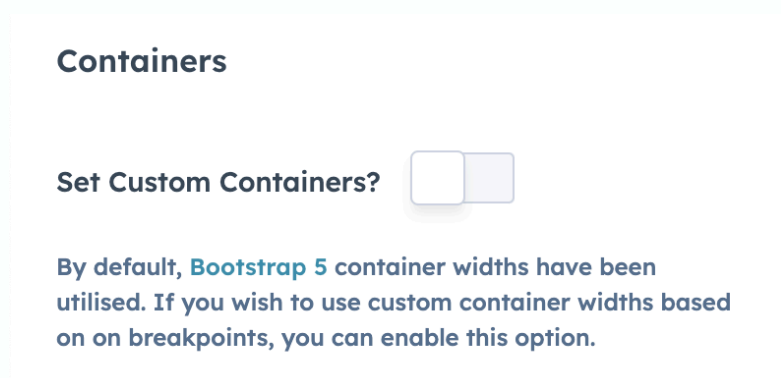 Containers
Set Custom Containers?
By default, Bootstrap 5 container widths have been
utilised. If you wish to use custom container widths based
on on breakpoints, you can enable this option.